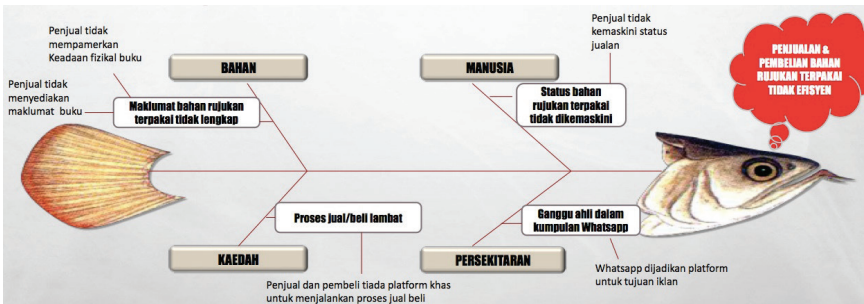 Penjual tidak
mempamerkan
Keadaan fizikal buku
Penjual tidak
menyediakan
maklumat buku
BAHAN
Maklumat bahan rujukan
terpakai tidak lengkap
MANUSIA
Penjual tidak
kemaskini status
jualan
Status bahan
rujukan terpakai
tidak dikemaskini
PENJUALAN &
PEMBELIAN BAHAN
RUJUKAN TERPAKAI
TIDAK EFISYEN
Proses jual/beli lambat
KAEDAH
Penjual dan pembeli tiada platform khas
untuk menjalankan proses jual beli
Ganggu ahli dalam
kumpulan Whatsapp
PERSEKITARAN
Whatsapp dijadikan platform
untuk tujuan iklan